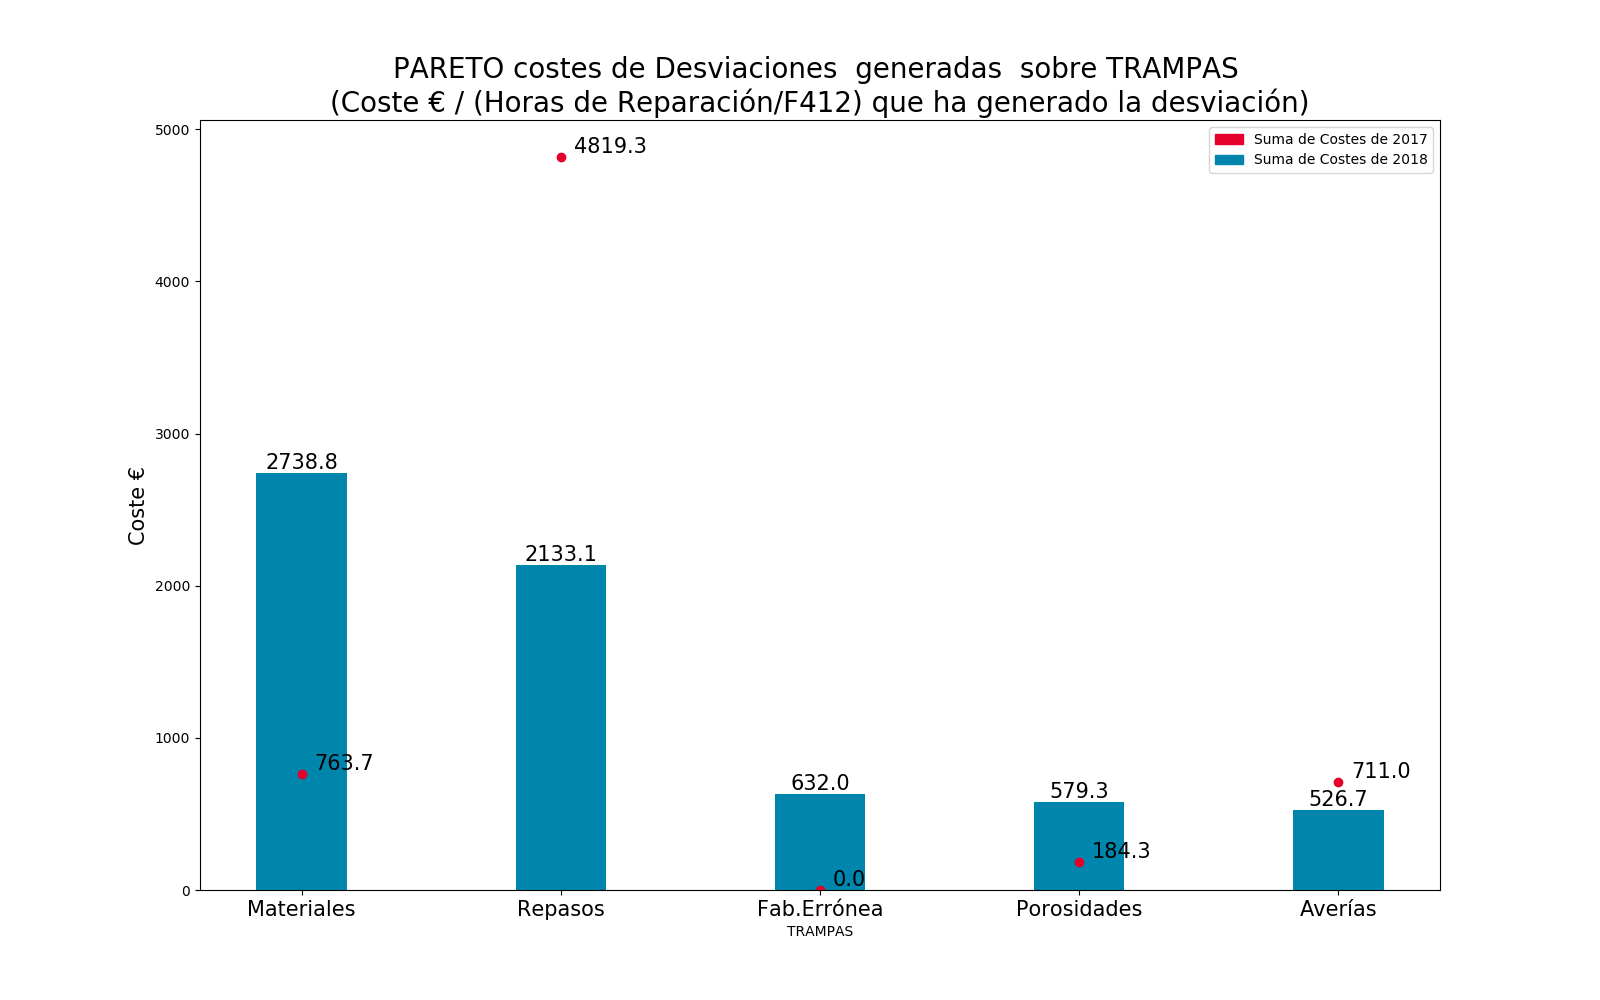 PARETO costes de Desviaciones  generadas  sobre TRAMPAS
(Coste € / (Horas de Reparación/F412) que ha generado la desviación)
Suma de Costes de 2017
Suma de Costes de 2018
Coste €
5000
4000
3000
2000
1000
0
4819.3
2738.8
2133.1
763.7
632.0
0.0
579.3
184.3
711.0
526.7
Materiales
Repasos
Fab.Errónea
Porosidades
Averías
TRAMPAS